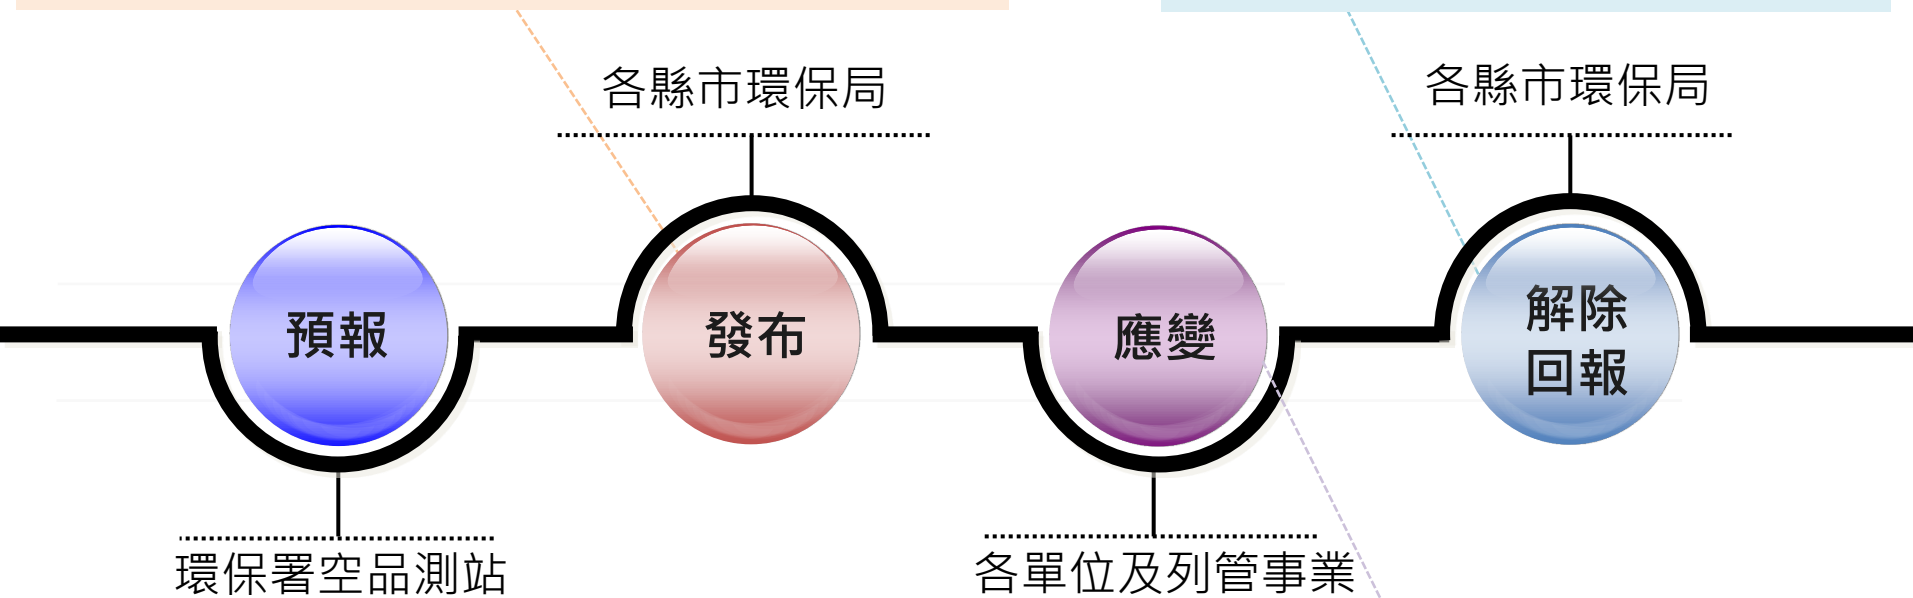 各縣市環保局
各縣市環保局
預報
發布
應變
解除
回報
環保署空品測站
各單位及列管事業